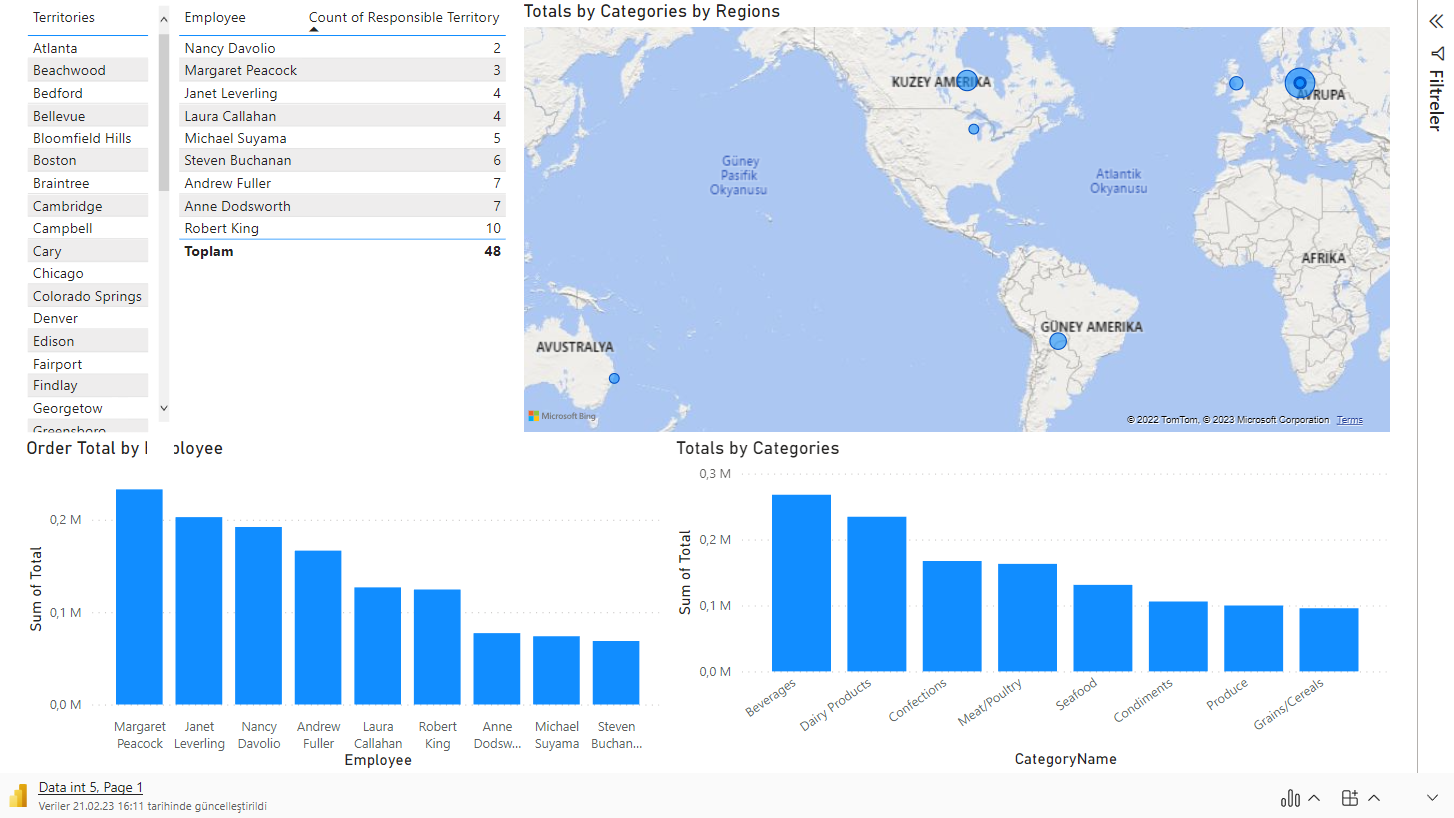 Territories
Atlanta
Beachwood
Bedford
Bellevue
Bloomfield Hills
Boston
Braintree
Cambridge
Campbell
Cary
Chicago
Colorado Springs
Denver
Edison
Fairport
Findlay
Georgetow
Greensboro
Employee Count of Responsible Territory
Nancy Davolio 2
Margaret Peacock 3
Janet Leverling 4
Laura Callahan 4
Michael Suyama 5
Steven Buchanan 6
Andrew Fuller 7
Anne Dodsworth 7
Robert King 10
Toplam 48
Totals by Categories by Regions
KUZEY AMERIKA
AVRUPA
Güney
Pasifik
Okyanusu
Atlantik
Okyanusu
AFRIKA
GÜNEY AMERIKA
AVUSTRALYA
Microsoft Bing
© 2022 TomTom, © 2023 Microsoft Corporation Terms
Filtreler
Order Total by ployee
0,2 M
0,1 M
0,0 M
Sum of Total
Margaret Peacock
Janet Leverling
Nancy Davolio
Andrew Fuller
Laura Callahan
Robert King
Anne Dodsw...
Michael Suyama
Steven Buchan...
Employee
Totals by Categories
0,3 M
0,2 M
0,1 M
0,0 M
Sum of Total
Beverages
Dairy Products
Confections
Meat/Poultry
Seafood
Condiments
Produce
Grains/Cereals
CategoryName
Data int 5, Page 1
Veriler 21.02.23 16:11 tarihinde güncelleştirildi